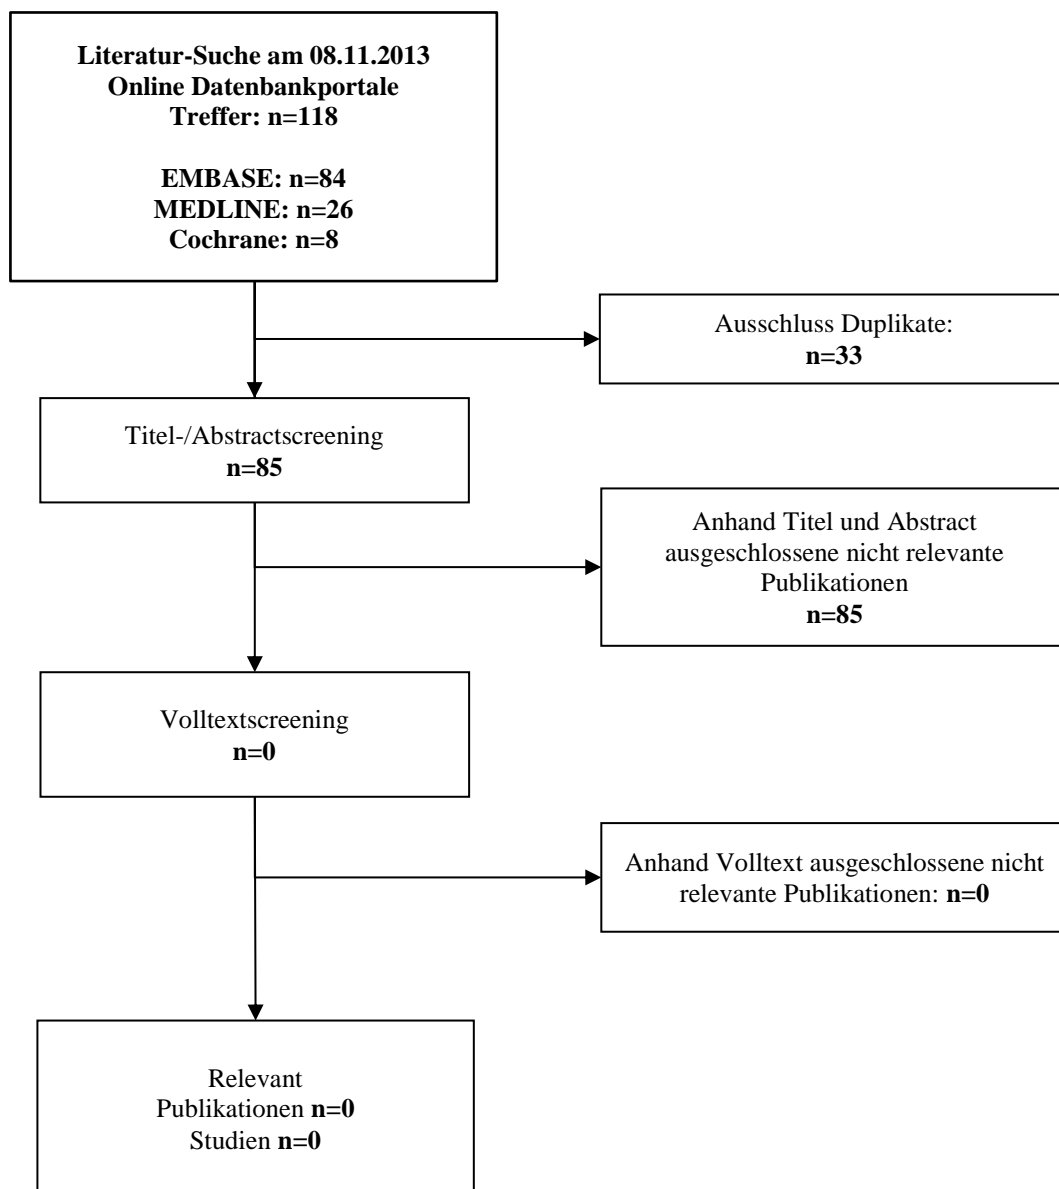 Literatur-Suche am 08.11.2013
Online Datenbankportale
Treffer: n=118
EMBASE: n=84
MEDLINE: n=26
Cochrane: n=8
Ausschluss Duplikate:
n=33
Titel-/Abstractscreening
n=85
Anhand Titel und Abstract
ausgeschlossene nicht relevante
Publikationen
n=85
Volltextscreening
n=0
Anhand Volltext ausgeschlossene nicht
relevante Publikationen: n=0
Relevant
Publikationen n=0
Studien n=0